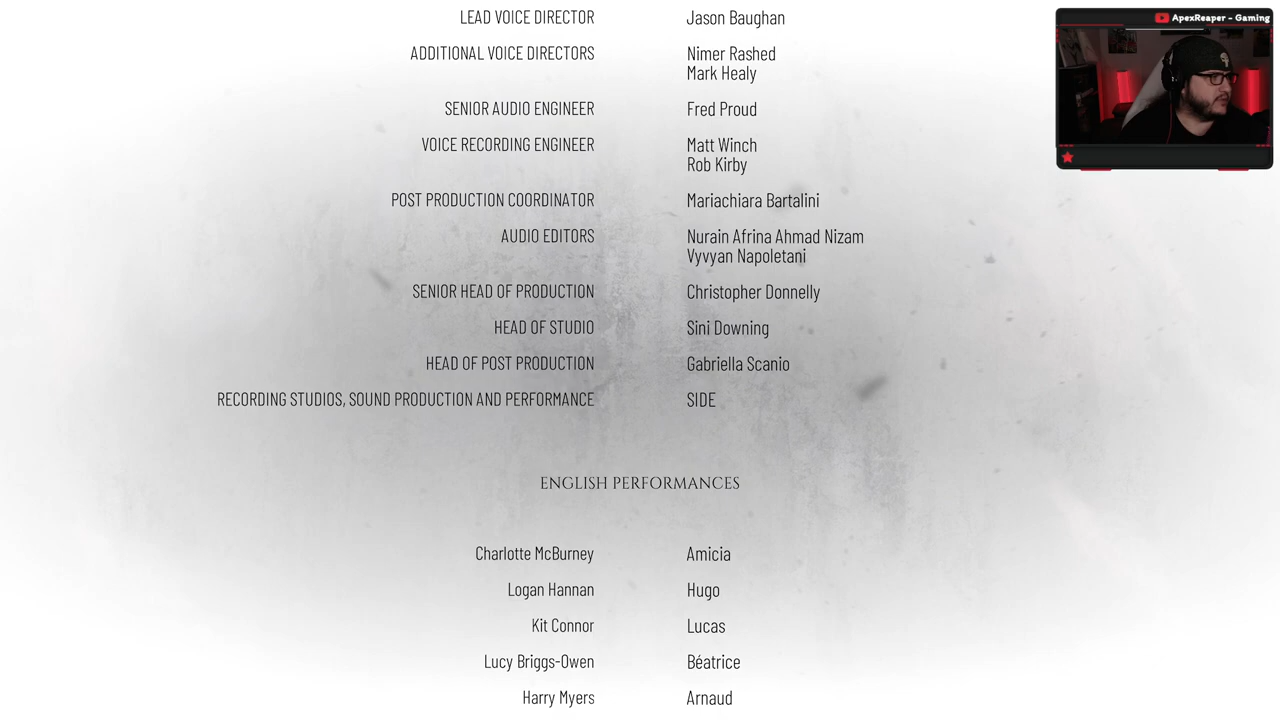 LEAD VOICE DIRECTOR Jason Baughan
ADDITIONAL VOICE DIRECTORS Nimer Rashed
Mark Healy
SENIOR AUDIO ENGINEER Fred Proud
VOICE RECORDING ENGINEER Matt Winch
Rob Kirby
POST PRODUCTION COORDINATOR Mariachiara Bartalini
AUDIO EDITORS Nurain Afrina Ahmad Nizam
Vyvyan Napoletani
SENIOR HEAD OF PRODUCTION Christopher Donnelly
HEAD OF STUDIO Sini Downing
HEAD OF POST PRODUCTION Gabriella Scanio
RECORDING STUDIOS, SOUND PRODUCTION AND PERFORMANCE SIDE
ENGLISH PERFORMANCES
Charlotte McBurney Amicia
Logan Hannan Hugo
Kit Connor Lucas
Lucy Briggs-Owen Béatrice
Harry Myers Arnaud
ApexReaper - Gaming